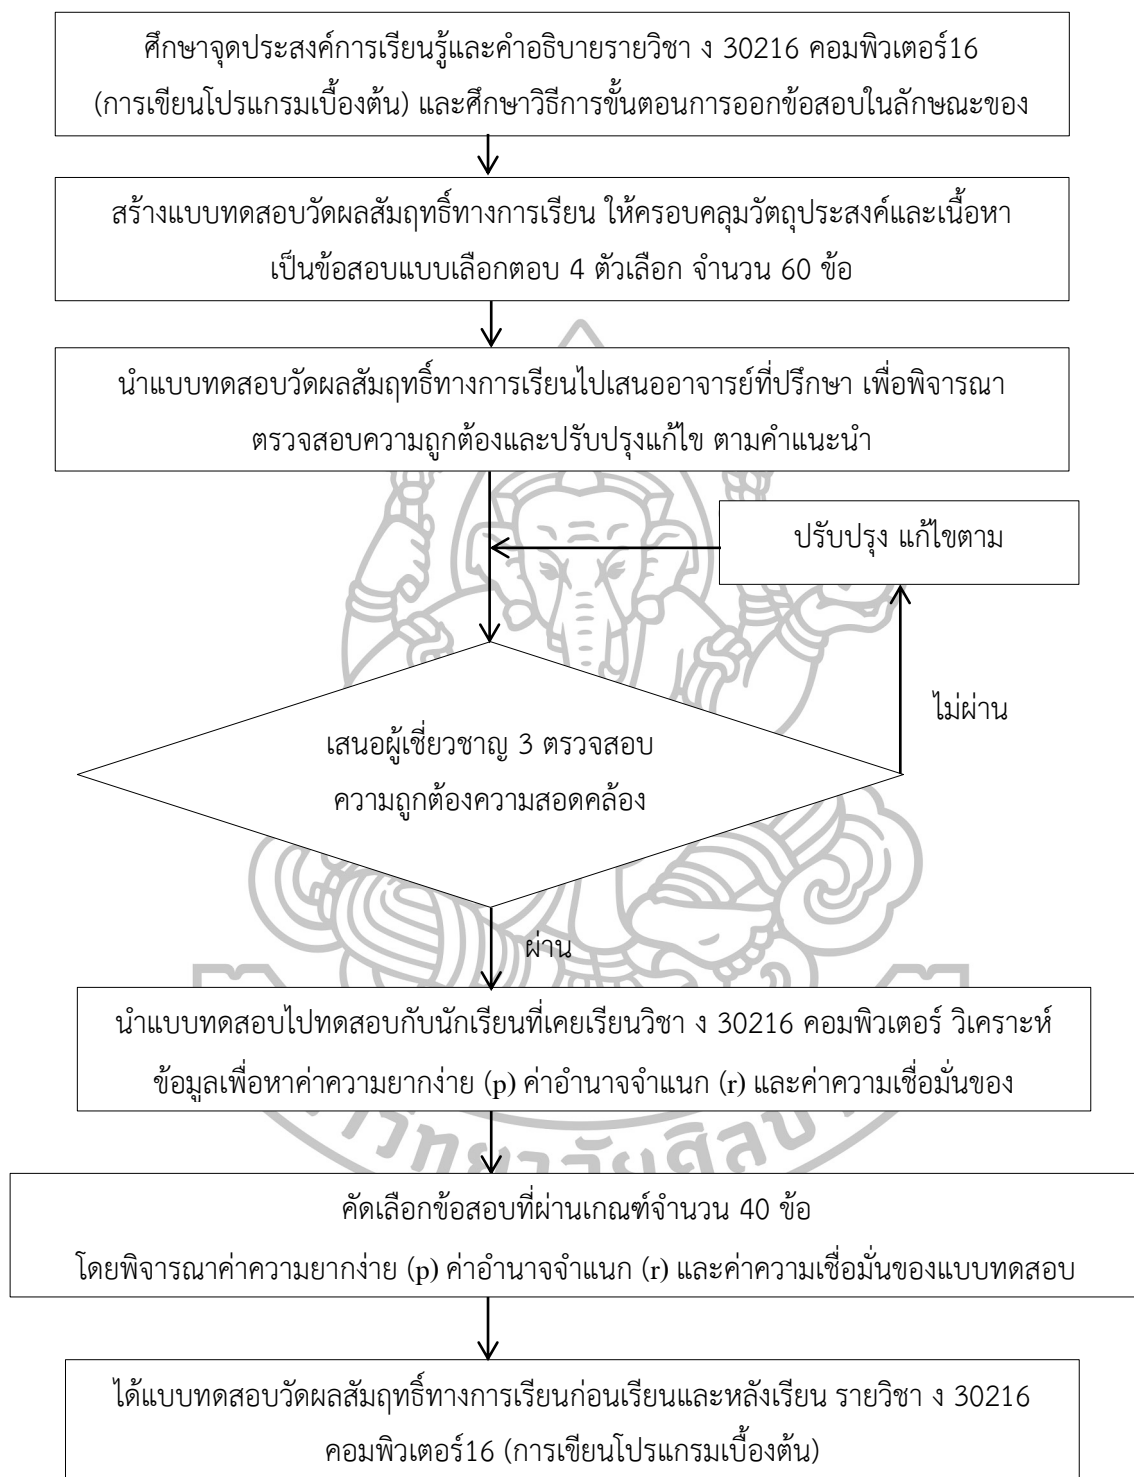 ศึกษาจุดประสงค์การเรียนรู้และคำอธิบายรายวิชา ง 30216 คอมพิวเตอร์16
(การเขียนโปรแกรมเบื้องต้น) และศึกษาวิธีการขั้นตอนการออกข้อสอบในลักษณะของ
สร้างแบบทดสอบวัดผลสัมฤทธิ์ทางการเรียน ให้ครอบคลุมวัตถุประสงค์และเนื้อหา
เป็นข้อสอบแบบเลือกตอบ 4 ตัวเลือก จำนวน 60 ข้อ
นำแบบทดสอบวัดผลสัมฤทธิ์ทางการเรียนไปเสนออาจารย์ที่ปรึกษา เพื่อพิจารณา
ตรวจสอบความถูกต้องและปรับปรุงแก้ไข ตามคำแนะนำ
ปรับปรุง แก้ไขตาม
ไม่ผ่าน
เสนอผู้เชี่ยวชาญ 3 ตรวจสอบ
ความถูกต้องความสอดคล้อง
ผ่าน
นำแบบทดสอบไปทดสอบกับนักเรียนที่เคยเรียนวิชา ง 30216 คอมพิวเตอร์ วิเคราะห์
ข้อมูลเพื่อหาค่าความยากง่าย (p) ค่าอำนาจจำแนก (r) และค่าความเชื่อมั่นของ
คัดเลือกข้อสอบที่ผ่านเกณฑ์จำนวน 40 ข้อ
โดยพิจารณาค่าความยากง่าย (p) ค่าอำนาจจำแนก (r) และค่าความเชื่อมั่นของแบบทดสอบ
ได้แบบทดสอบวัดผลสัมฤทธิ์ทางการเรียนก่อนเรียนและหลังเรียน รายวิชา ง 30216
คอมพิวเตอร์16 (การเขียนโปรแกรมเบื้องต้น)